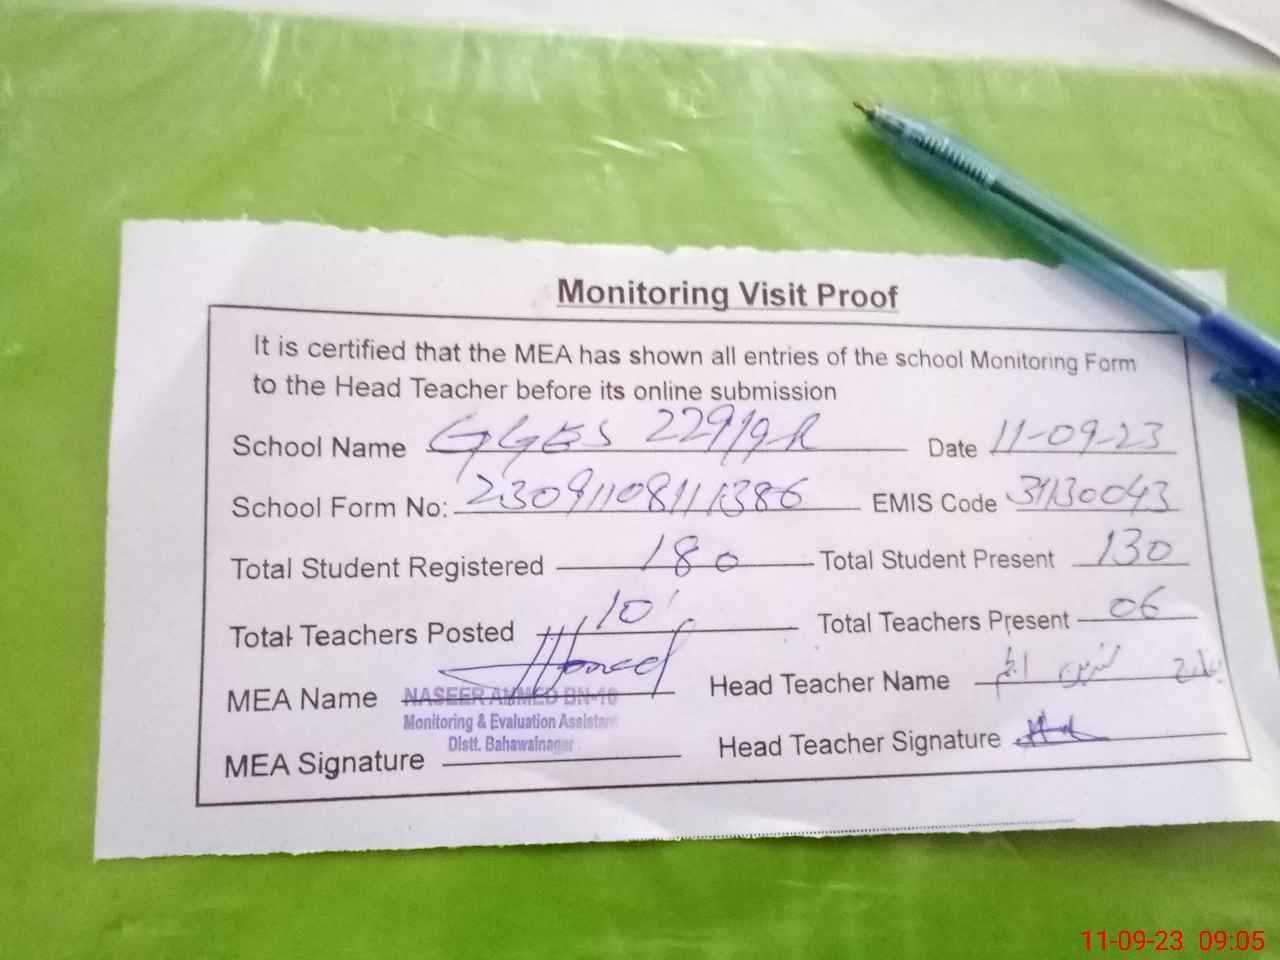 Monitoring Visit Proof
It is certified that the MEA has shown all entries of the school Monitoring Form
to the Head Teacher before its online submission
School Name GGES 229/9-R Date 11-09-23
School Form No: 23091108111386 EMIS Code 31130043
Total Student Registered 180 Total Student Present 130
Total Teachers Posted 10 Total Teachers Present 06
MEA Name NASEER AHMED BN-10 Head Teacher Name
Monitoring & Evaluation Assistant
Distt. Bahawalnagar
MEA Signature Head Teacher Signature
11-09-23 09:05